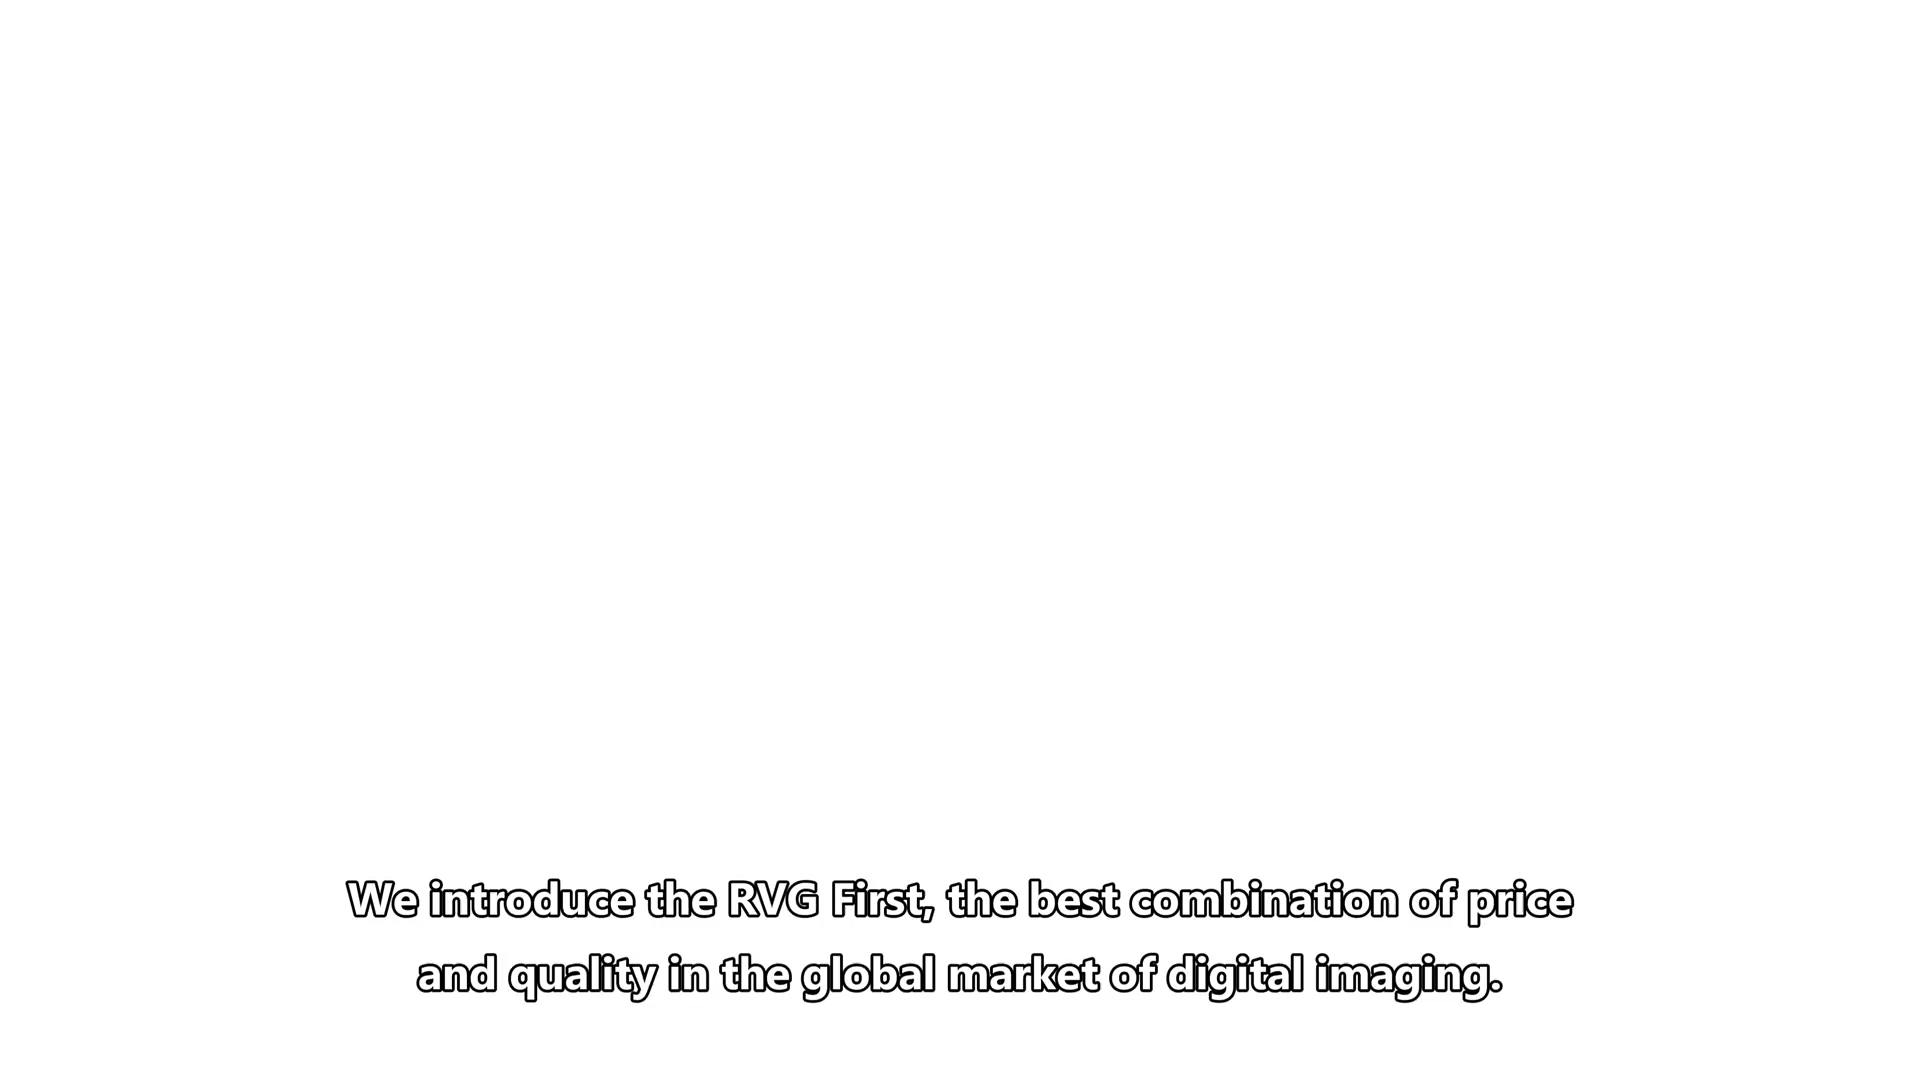 We introduce the RVG First, the best combination of price
and quality in the global market of digital imaging.